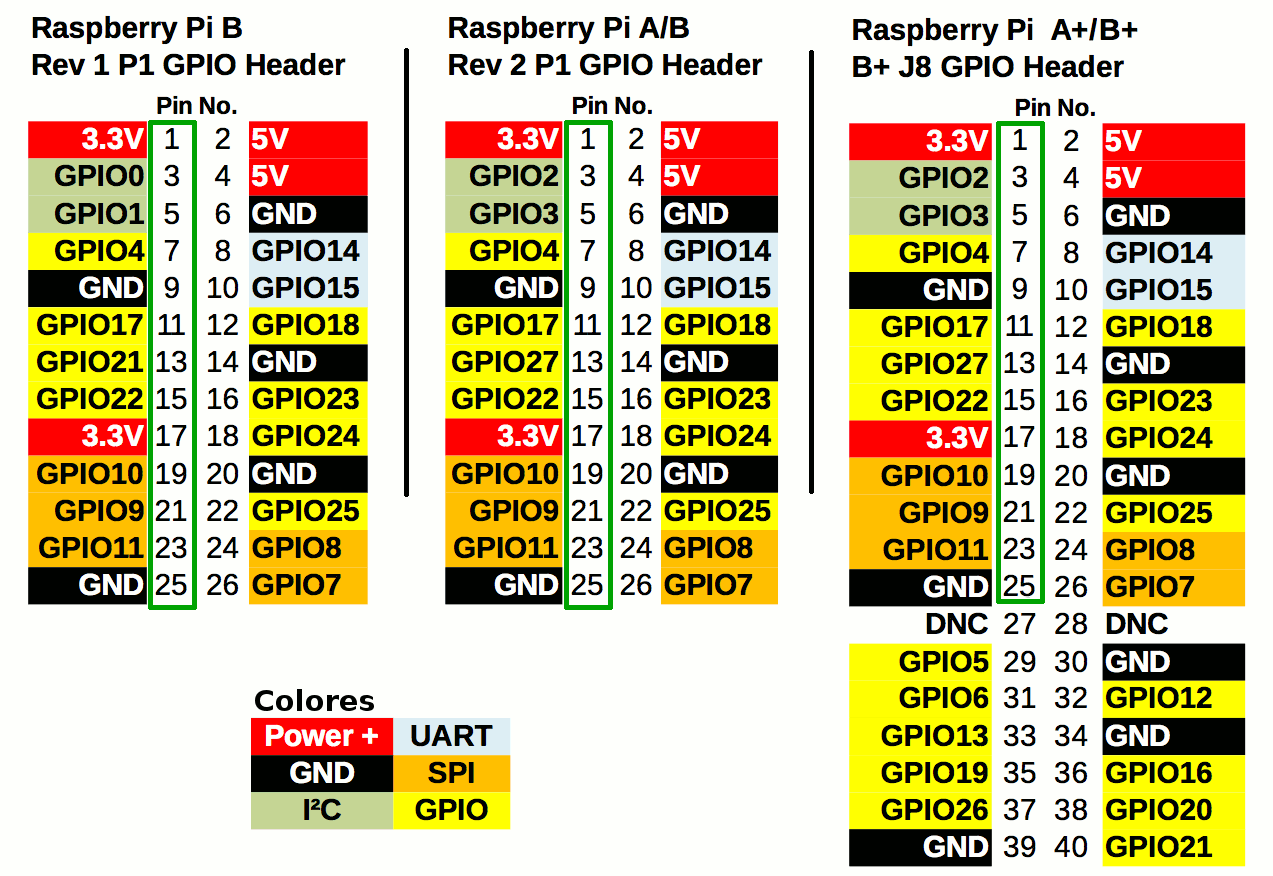 Raspberry Pi B
Rev 1 P1 GPIO Header
Pin No.
3.3V 1 2 5V
GPIO0 3 4 5V
GPIO1 5 6 GND
GPIO4 7 8 GPIO14
GND 9 10 GPIO15
GPIO17 11 12 GPIO18
GPIO21 13 14 GND
GPIO22 15 16 GPIO23
3.3V 17 18 GPIO24
GPIO10 19 20 GND
GPIO9 21 22 GPIO25
GPIO11 23 24 GPIO8
GND 25 26 GPIO7
Raspberry Pi A/B
Rev 2 P1 GPIO Header
Pin No.
3.3V 1 2 5V
GPIO2 3 4 5V
GPIO3 5 6 GND
GPIO4 7 8 GPIO14
GND 9 10 GPIO15
GPIO17 11 12 GPIO18
GPIO27 13 14 GND
GPIO22 15 16 GPIO23
3.3V 17 18 GPIO24
GPIO10 19 20 GND
GPIO9 21 22 GPIO25
GPIO11 23 24 GPIO8
GND 25 26 GPIO7
Raspberry Pi A+/B+
B+ J8 GPIO Header
Pin No.
3.3V 1 2 5V
GPIO2 3 4 5V
GPIO3 5 6 GND
GPIO4 7 8 GPIO14
GND 9 10 GPIO15
GPIO17 11 12 GPIO18
GPIO27 13 14 GND
GPIO22 15 16 GPIO23
3.3V 17 18 GPIO24
GPIO10 19 20 GND
GPIO9 21 22 GPIO25
GPIO11 23 24 GPIO8
GND 25 26 GPIO7
DNC 27 28 DNC
GPIO5 29 30 GND
GPIO6 31 32 GPIO12
GPIO13 33 34 GND
GPIO19 35 36 GPIO16
GPIO26 37 38 GPIO20
GND 39 40 GPIO21
Colores
Power + UART
GND SPI
I²C GPIO